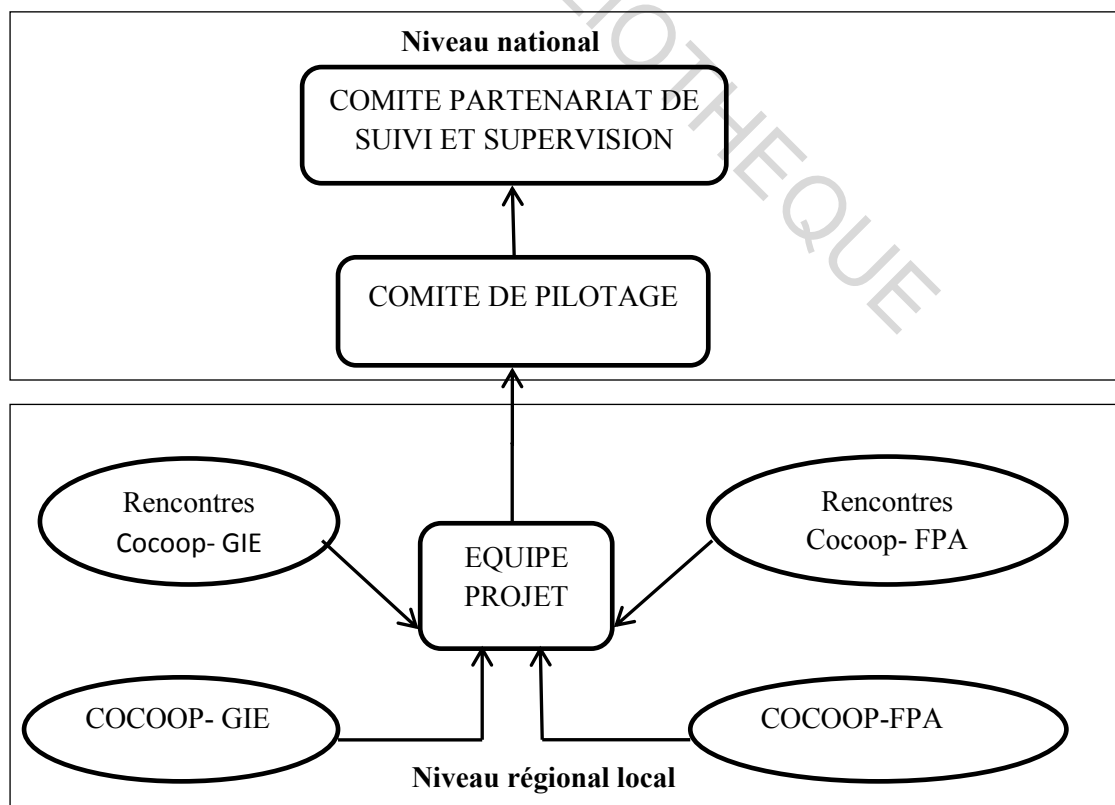 Niveau national
COMITE PARTENARIAT DE
SUIVI ET SUPERVISION
COMITE DE PILOTAGE
Rencontres
Cocoop- GIE
Rencontres
Cocoop- FPA
EQUIPE
PROJET
COCOOP- GIE
COCOOP-FPA
Niveau régional local